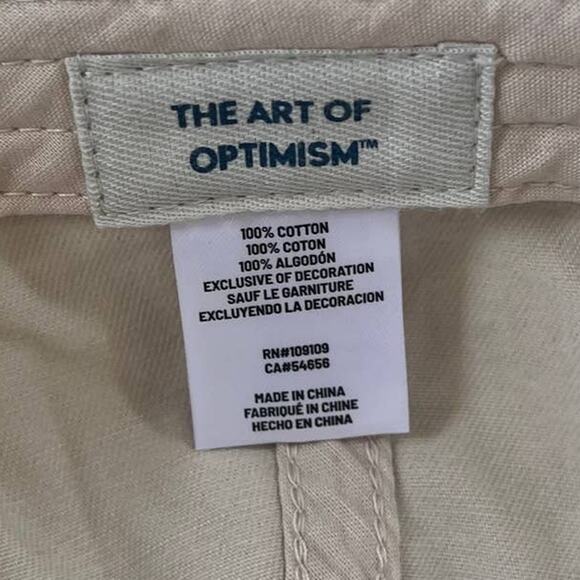 THE ART OF
OPTIMISM™
100% COTTON
100% COTON
100% ALGODÓN
EXCLUSIVE OF DECORATION
SAUF LE GARNITURE
EXCLUYENDO LA DECORACION
RN#109109
CA#54656
MADE IN CHINA
FABRIQUÉ IN CHINE
HECHO EN CHINA